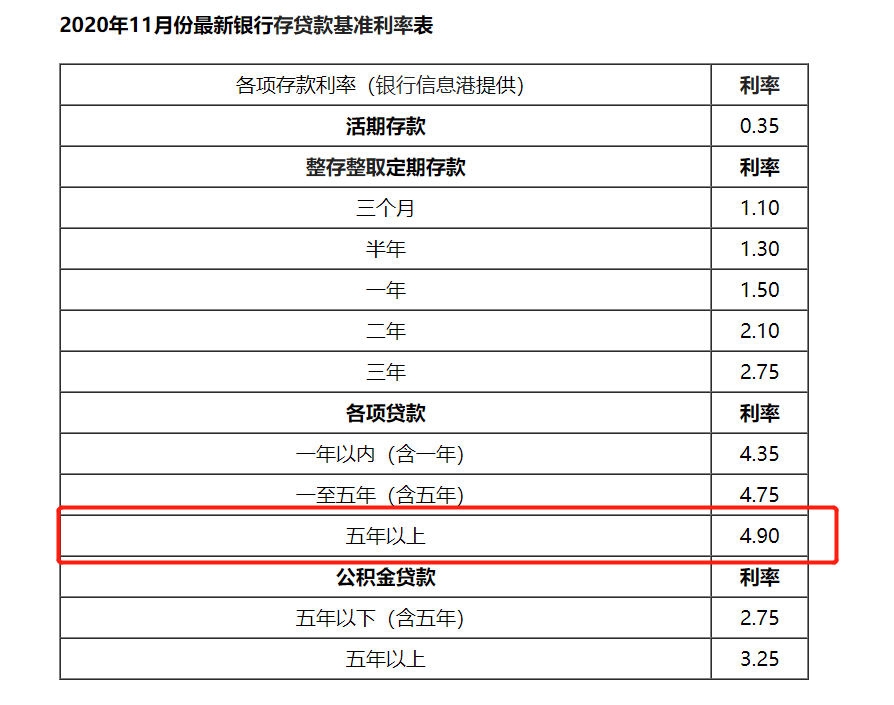 2020年11月份最新银行存贷款基准利率表
各项存款利率（银行信息港提供） 利率
活期存款 0.35
整存整取定期存款 利率
三个月 1.10
半年 1.30
一年 1.50
二年 2.10
三年 2.75
各项贷款 利率
一年以内（含一年） 4.35
一至五年（含五年） 4.75
五年以上 4.90
公积金贷款 利率
五年以下（含五年） 2.75
五年以上 3.25